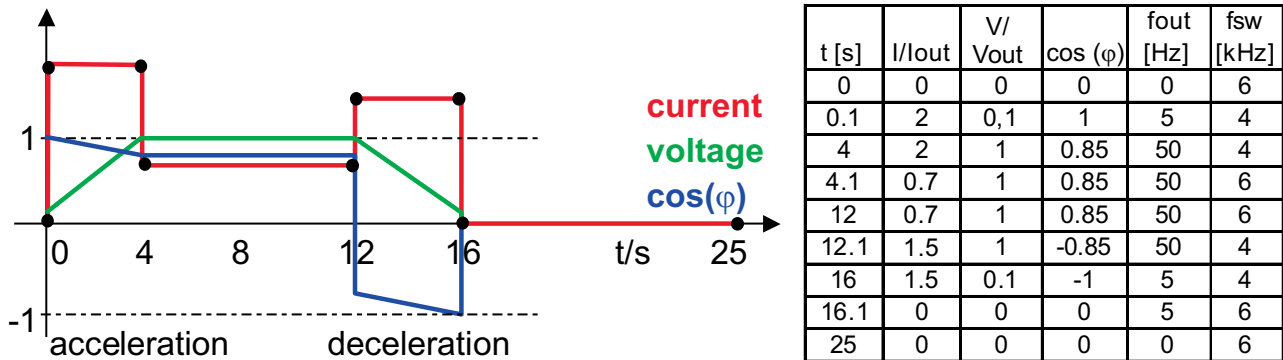 1
-1
current
voltage
cos(φ)
0 4 8 12 16 t/s 25
acceleration deceleration
t [s] I/Iout V/ Vout cos (φ) fout [Hz] fsw [kHz]
0 0 0 0 0 6
0.1 2 0,1 1 5 4
4 2 1 0.85 50 4
4.1 0.7 1 0.85 50 6
12 0.7 1 0.85 50 6
12.1 1.5 1 -0.85 50 4
16 1.5 0.1 -1 5 4
16.1 0 0 0 5 6
25 0 0 0 0 6